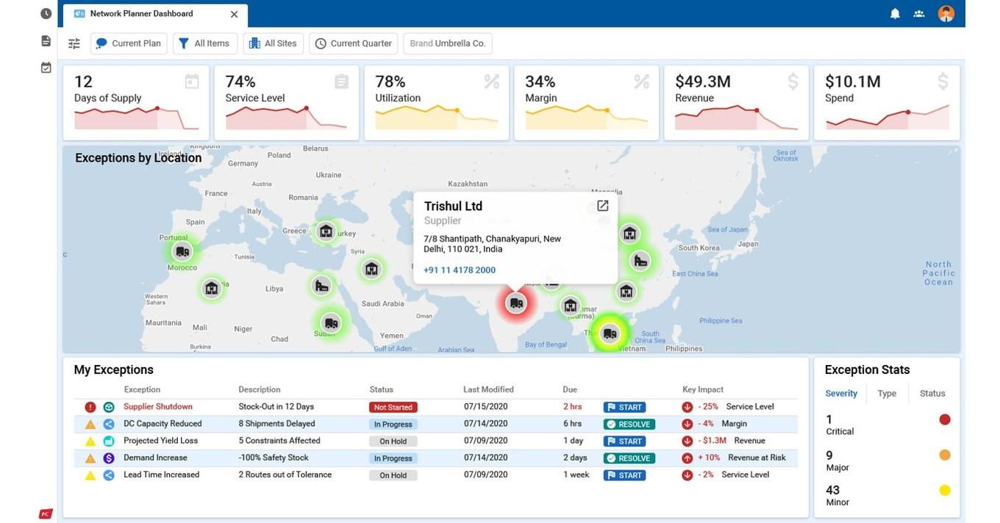 Network Planner Dashboard
Current Plan
All Items
All Sites
Current Quarter
Brand Umbrella Co.
12
Days of Supply
74%
Service Level
78%
Utilization
34%
Margin
$49.3M
Revenue
$10.1M
Spend
Exceptions by Location
Ireland
Kingdom
Belarus
Poland
Germany
Ukraine
Kazakhstan
Austria
France
Romania
Italy
Spain
Greece
Portugal
Tunisia
Syria
Morocco
Libya
Western
Sahara
Saudi Arabia
Oman
Mauritania
Mali
Niger
Chad
Sudan
Yemen
Burkina
Gulf of Aden
Arabian Sea
Bay of Bengal
(Burma)
Vietnam
South
China Sea
Philippines
Philippine Sea
East China Sea
South Korea
Japan
Sea of Japan
Sea of
Okhotsk
North
Pacific
Ocean
Trishul Ltd
Supplier
7/8 Shantipath, Chanakyapuri, New
Delhi, 110 021, India
+91 11 4178 2000
My Exceptions
Exception Description Status Last Modified Due Key Impact
Supplier Shutdown Stock-Out in 12 Days Not Started 07/15/2020 2 hrs START - 25% Service Level
DC Capacity Reduced 8 Shipments Delayed In Progress 07/14/2020 6 hrs RESOLVE - 4% Margin
Projected Yield Loss 5 Constraints Affected On Hold 07/09/2020 1 day START - $1.3M Revenue
Demand Increase -100% Safety Stock In Progress 07/14/2020 2 days RESOLVE + 10% Revenue at Risk
Lead Time Increased 2 Routes out of Tolerance On Hold 07/09/2020 1 week START - 2% Service Level
Exception Stats
Severity Type Status
1
Critical
9
Major
43
Minor